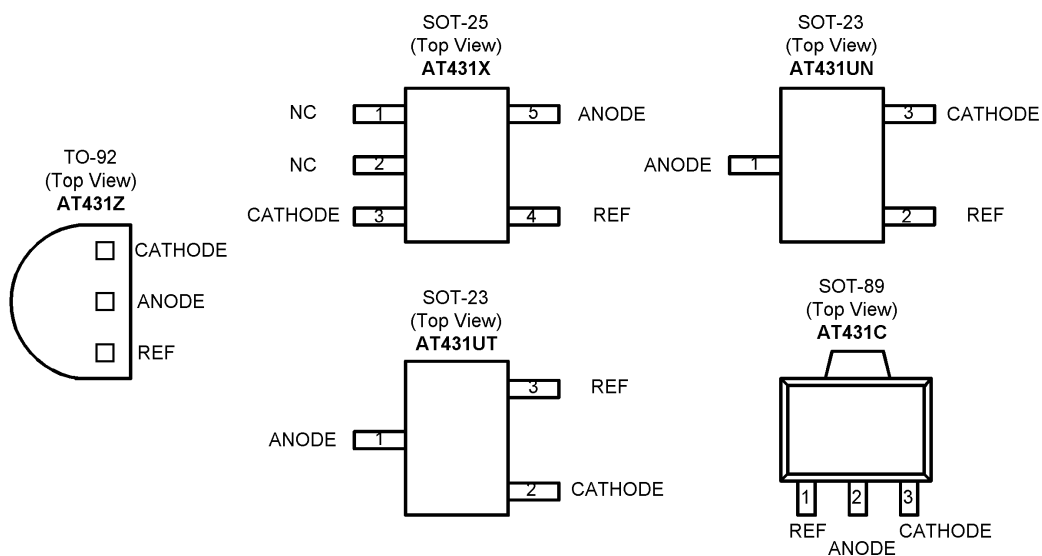 TO-92
(Top View)
AT431Z
CATHODE
ANODE
REF
SOT-25
(Top View)
AT431X
NC 1 5 ANODE
NC 2
CATHODE 3 4 REF
SOT-23
(Top View)
AT431UN
3 CATHODE
ANODE 1
2 REF
SOT-23
(Top View)
AT431UT
3 REF
ANODE 1
2 CATHODE
SOT-89
(Top View)
AT431C
1 2 3
REF ANODE CATHODE